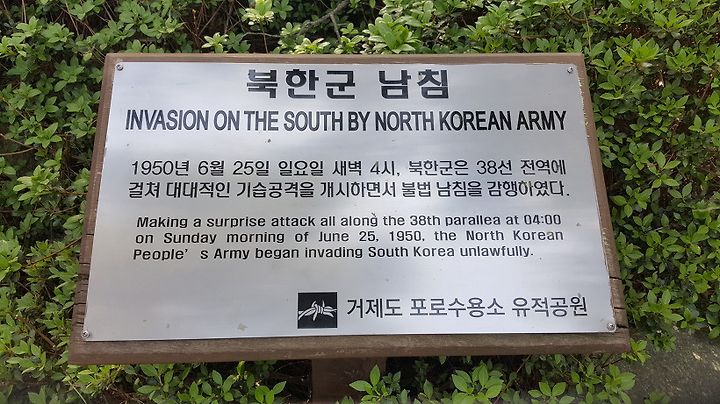 북한군 남침
INVASION ON THE SOUTH BY NORTH KOREAN ARMY
1950년 6월 25일 일요일 새벽 4시, 북한군은 38선 전역에
걸쳐 대대적인 기습공격을 개시하면서 불법 남침을 감행하였다.
Making a surprise attack all along the 38th parallea at 04:00
on Sunday morning of June 25, 1950, the North Korean
People’s Army began invading South Korea unlawfully.
거제도 포로수용소 유적공원